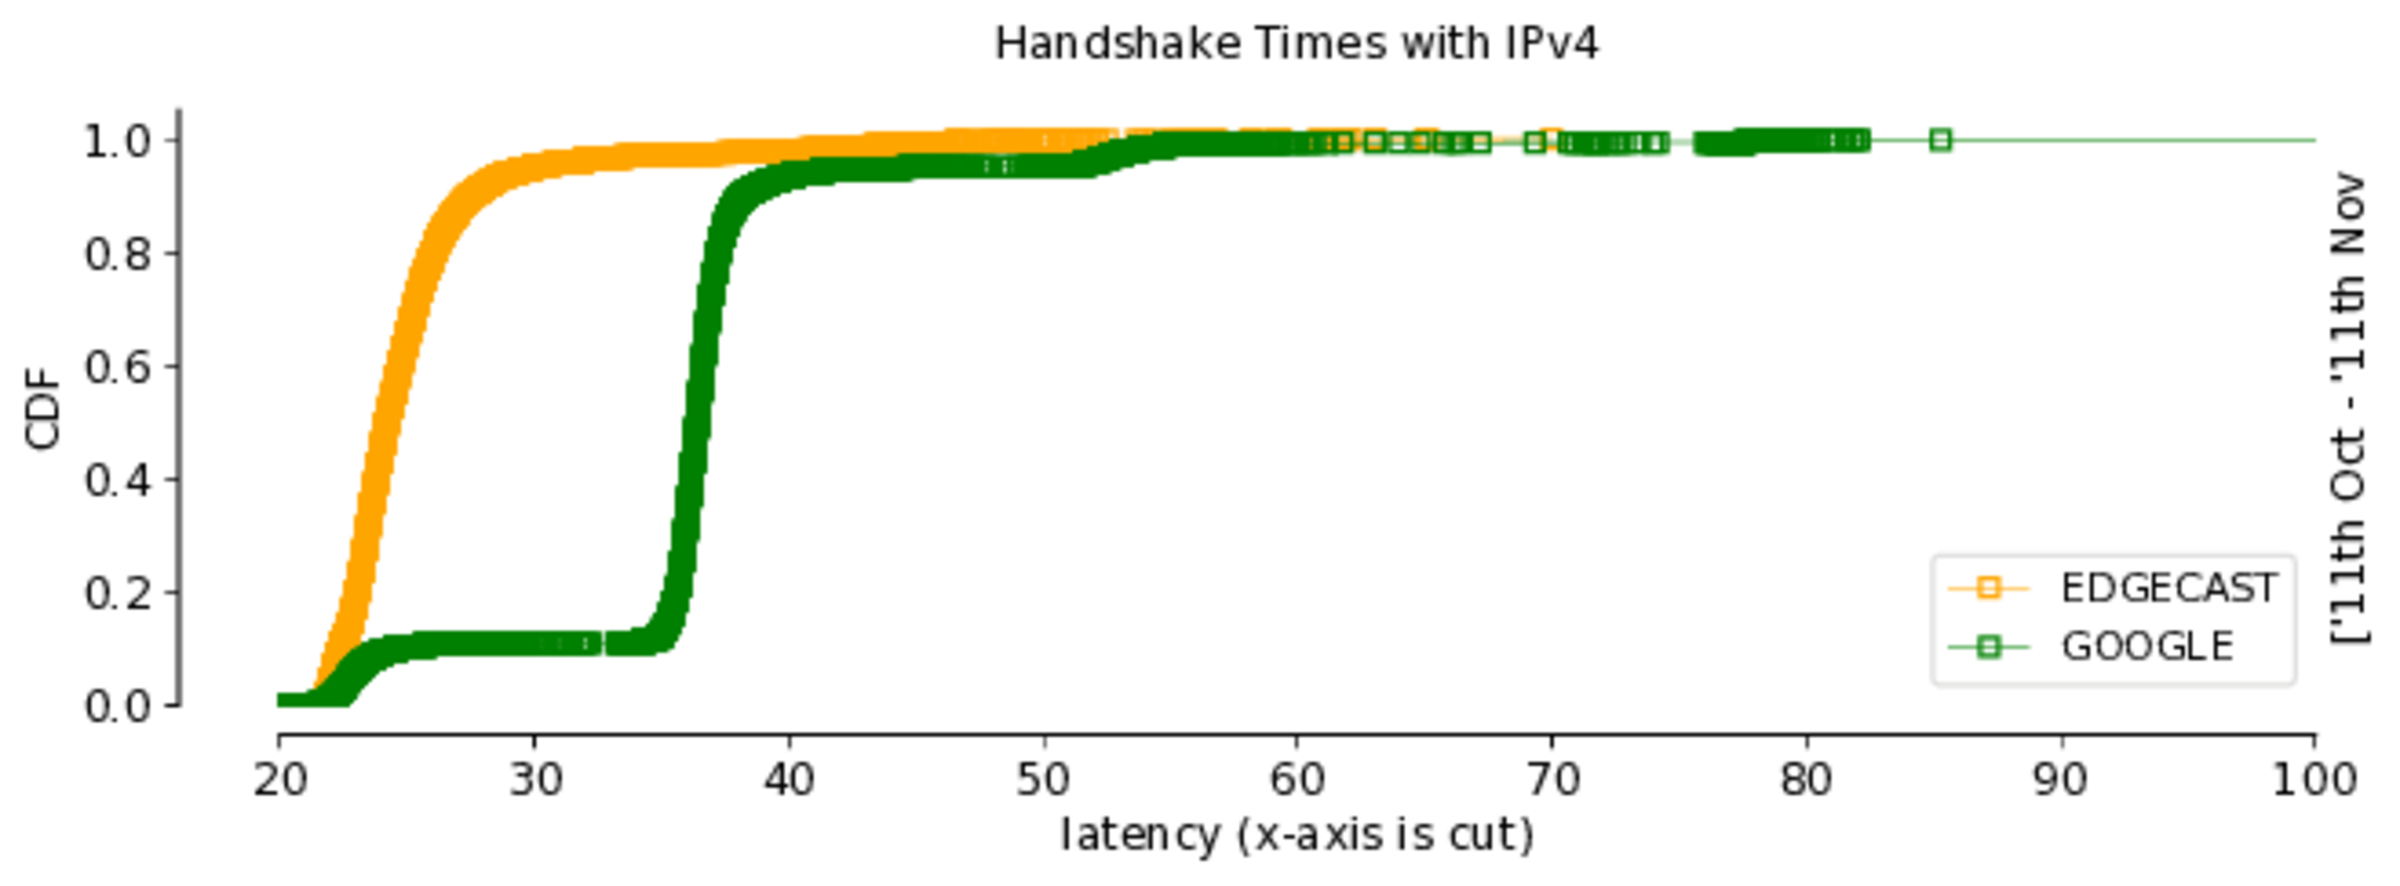 Handshake Times with IPv4
CDF
1.0
0.8
0.6
0.4
0.2
0.0
20 30 40 50 60 70 80 90 100
latency (x-axis is cut)
EDGECAST
GOOGLE
['11th Oct - '11th Nov